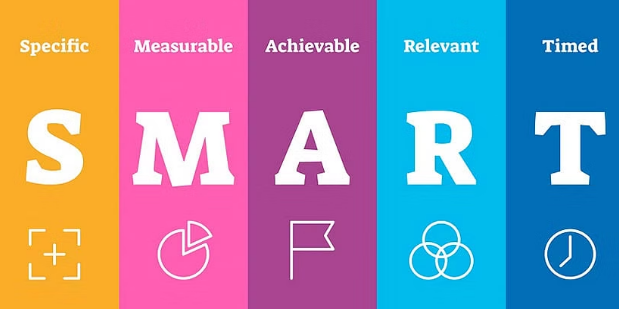 Specific Measurable Achievable Relevant Timed
S M A R T